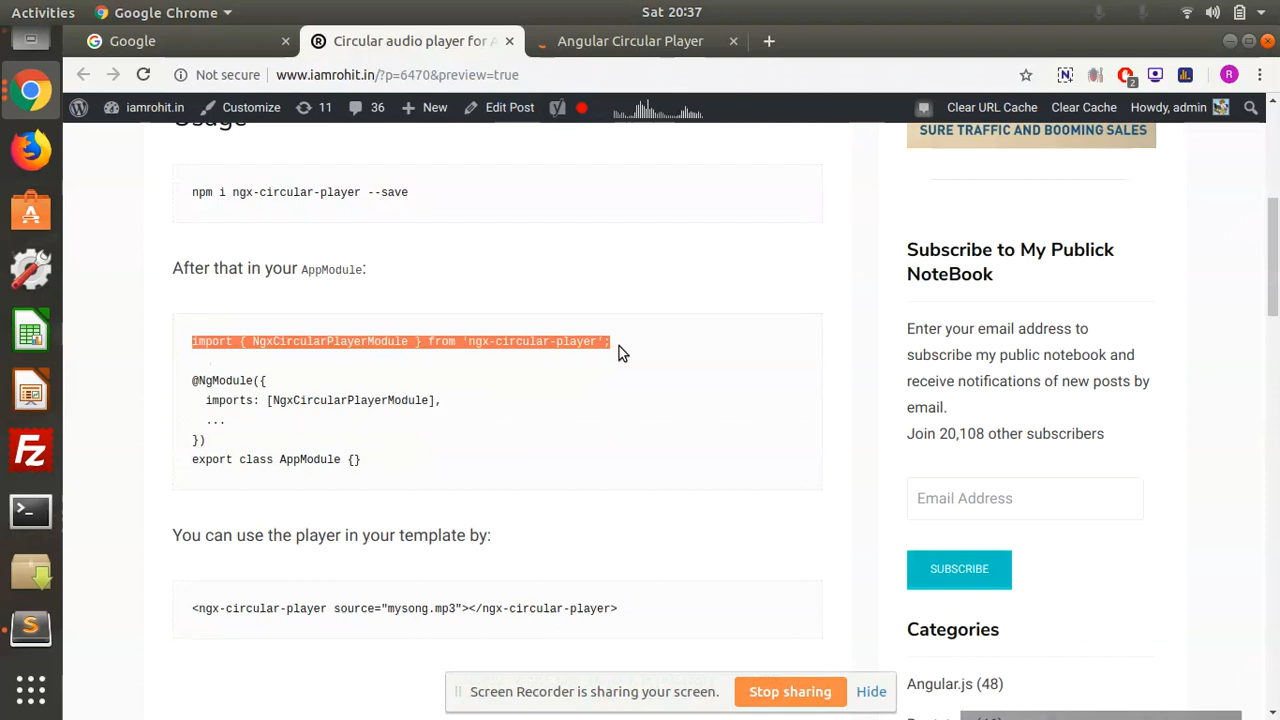 Activities
Google Chrome
Sat 20:37
Google
Circular audio player for A
Angular Circular Player
Not secure
www.iamrohit.in/?p=6470&preview=true
2
R
iamrohit.in
Customize
11
36
New
Edit Post
Clear URL Cache
Clear Cache
Howdy, admin
Usage
npm i ngx-circular-player --save
After that in your AppModule:
import { NgxCircularPlayerModule } from 'ngx-circular-player';
@NgModule({
imports: [NgxCircularPlayerModule],
...
})
export class AppModule {}
You can use the player in your template by:
<ngx-circular-player source="mysong.mp3"></ngx-circular-player>
SURE TRAFFIC AND BOOMING SALES
Subscribe to My Publick
NoteBook
Enter your email address to
subscribe my public notebook and
receive notifications of new posts by
email.
Join 20,108 other subscribers
Email Address
SUBSCRIBE
Categories
Angular.js (48)
Screen Recorder is sharing your screen.
Stop sharing
Hide